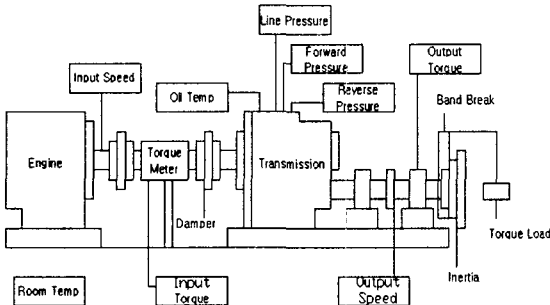 Line Pressure
Forward
Pressure
Output
Torque
Input Speed
Oil Temp
Reverse
Pressure
Band Break
Engine
Torque
Meter
Transmission
Damper
Torque Load
Inertia
Room Temp
Input
Torque
Output
Speed